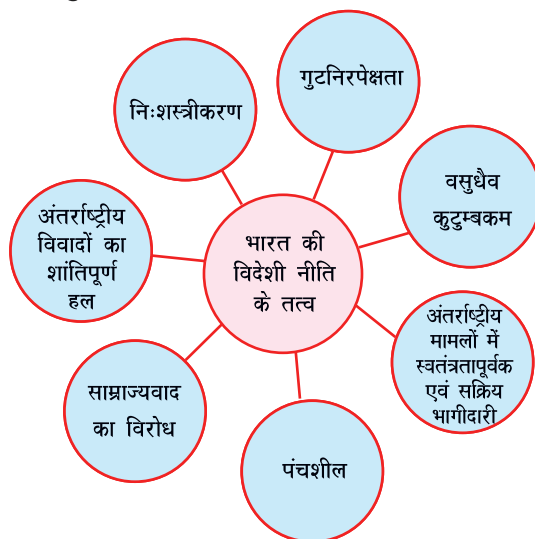 गुटनिरपेक्षता
निःशस्त्रीकरण
वसुधैव
कुटुम्बकम
अंतर्राष्ट्रीय
विवादों का
शांतिपूर्ण
हल
भारत की
विदेशी नीति
के तत्व
अंतर्राष्ट्रीय
मामलों में
स्वतंत्रतापूर्वक
एवं सक्रिय
भागीदारी
साम्राज्यवाद
का विरोध
पंचशील